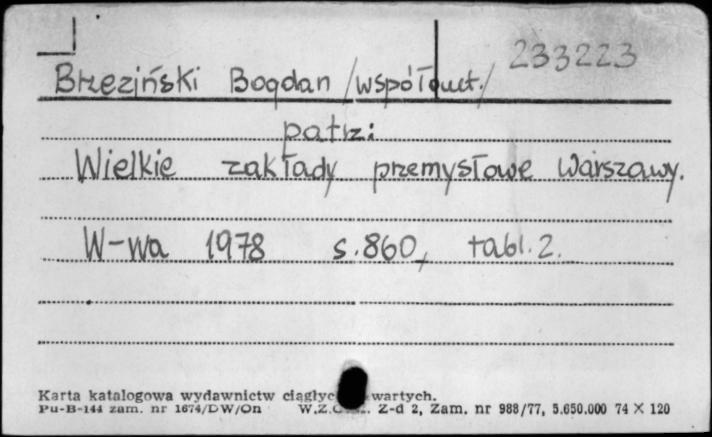 233223
Brzeziński Bogdan /współaut./
patrz:
Wielkie zakłady przemysłowe Warszawy.
W-wa 1978 s.860, tabl.2.
Karta katalogowa wydawnictw wartych.
Pu-B-144 zam. nr 1674/DW/On Z-d 2, Zam. nr 988/77, 5.650.000 74 X 120